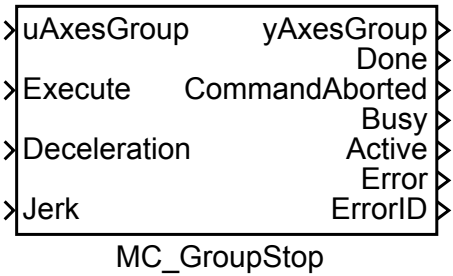 uAxesGroup yAxesGroup
Done
Execute CommandAborted
Busy
Deceleration Active
Error
Jerk ErrorID
MC_GroupStop